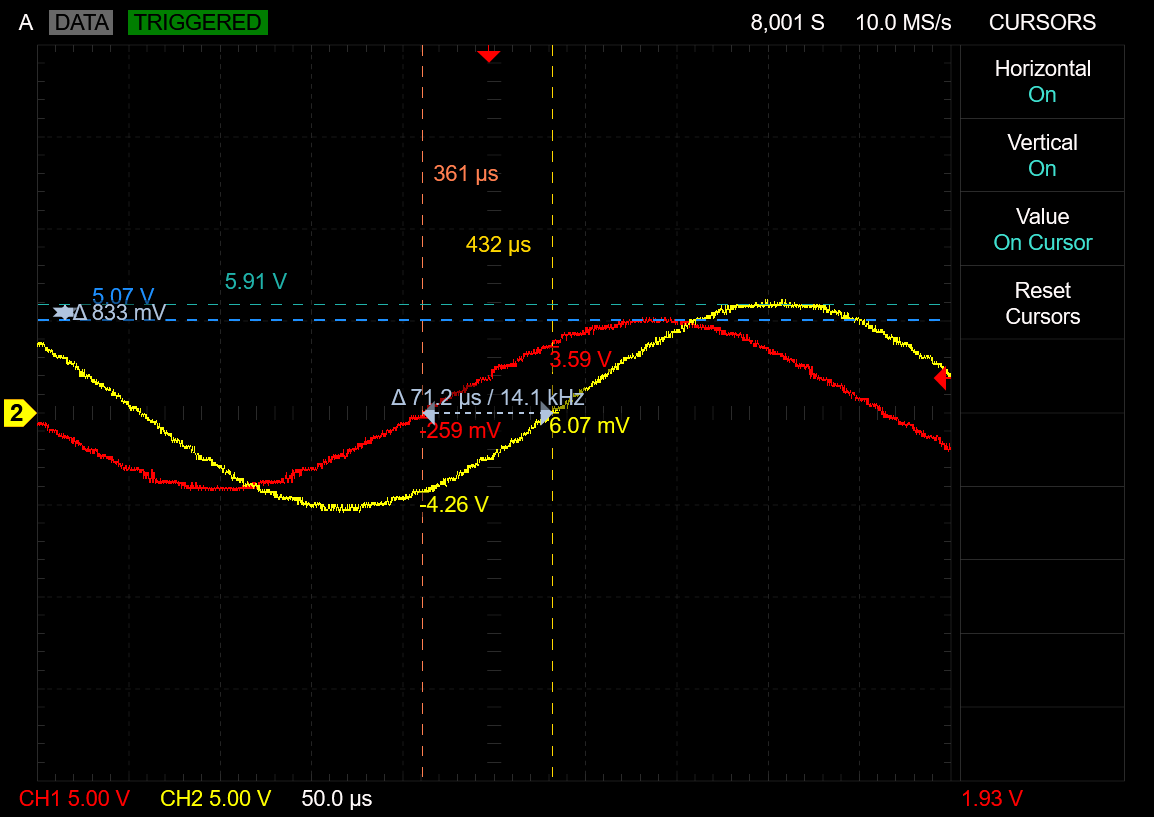 A DATA TRIGGERED 8,001 S 10.0 MS/s CURSORS
Horizontal
On
Vertical
On
361 µs
Value
On Cursor
432 µs
5.91 V
5.07 V
Δ 833 mV
Reset
Cursors
3.59 V
Δ 71.2 µs / 14.1 kHz
2
-259 mV
6.07 mV
-4.26 V
CH1 5.00 V CH2 5.00 V 50.0 µs 1.93 V